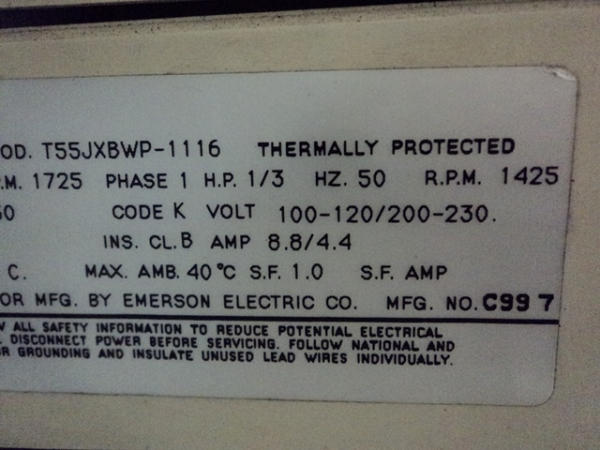 OD. T55JXBWP-1116 THERMALLY PROTECTED
.M. 1725 PHASE 1 H.P. 1/3 HZ. 50 R.P.M. 1425
60 CODE K VOLT 100-120/200-230.
INS. CL. B AMP 8.8/4.4
C. MAX. AMB. 40°C S.F. 1.0 S.F. AMP
OR MFG. BY EMERSON ELECTRIC CO. MFG. NO. C99 7
W ALL SAFETY INFORMATION TO REDUCE POTENTIAL ELECTRICAL
. DISCONNECT POWER BEFORE SERVICING. FOLLOW NATIONAL AND
R GROUNDING AND INSULATE UNUSED LEAD WIRES INDIVIDUALLY.